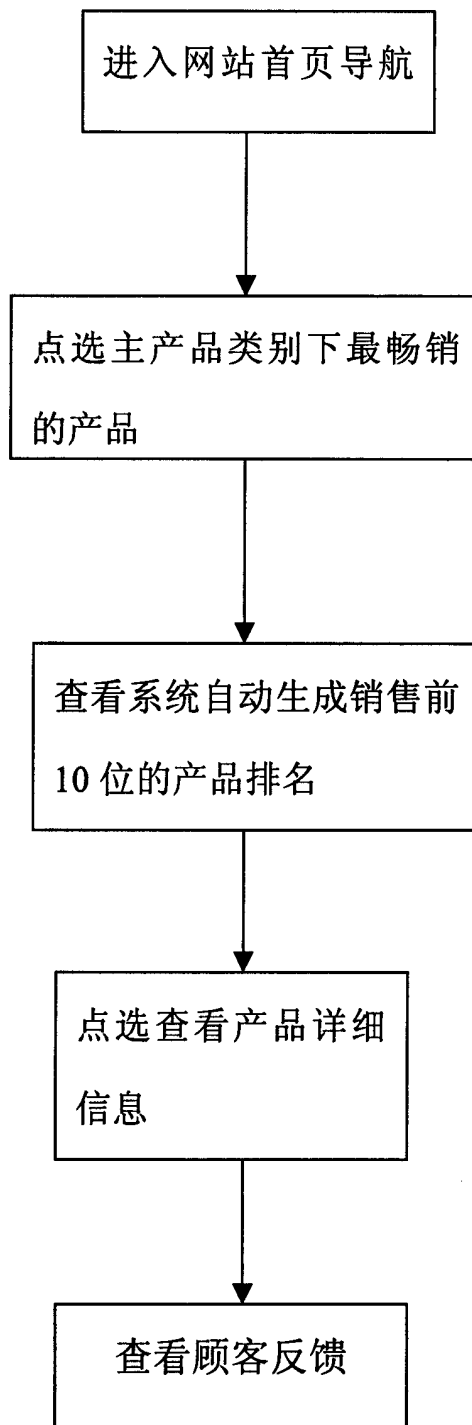 进入网站首页导航
点选主产品类别下最畅销
的产品
查看系统自动生成销售前
10 位的产品排名
点选查看产品详细
信息
查看顾客反馈